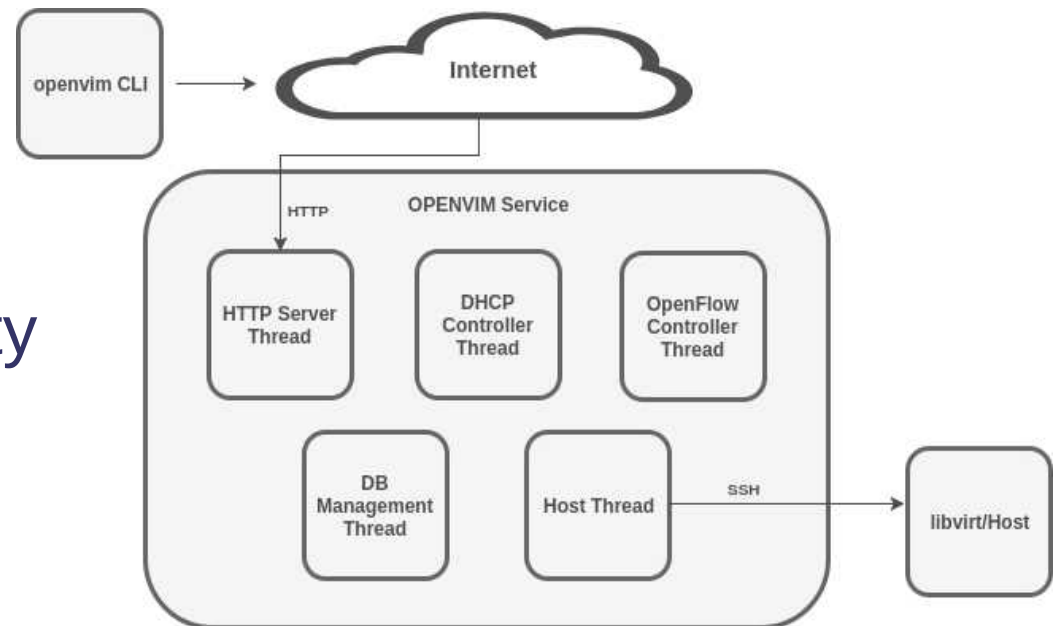 openvim CLI
Internet
HTTP
OPENVIM Service
HTTP Server
Thread
DHCP
Controller
Thread
OpenFlow
Controller
Thread
DB
Management
Thread
Host Thread
SSH
libvirt/Host